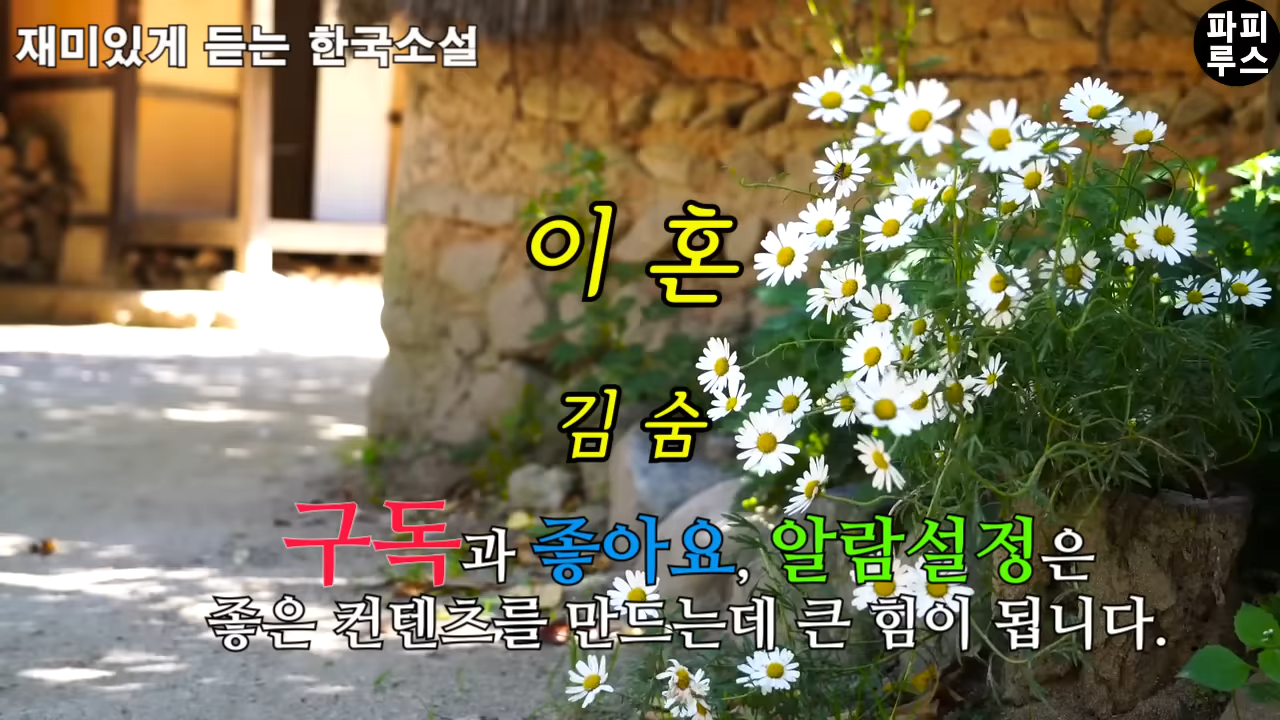 재미있게 듣는 한국소설
파피
루스
이 혼
김 숨
구독과 좋아요, 알람설정은
좋은 컨텐츠를 만드는데 큰 힘이 됩니다.